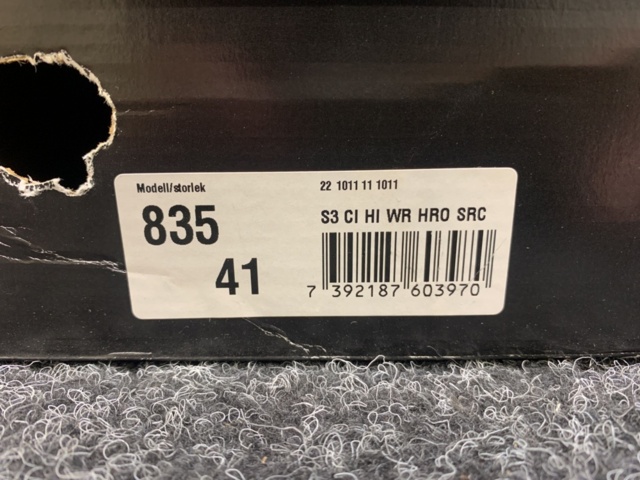 Modell/storlek
835
41
22 1011 11 1011
S3 CI HI WR HRO SRC
7 392187 603970